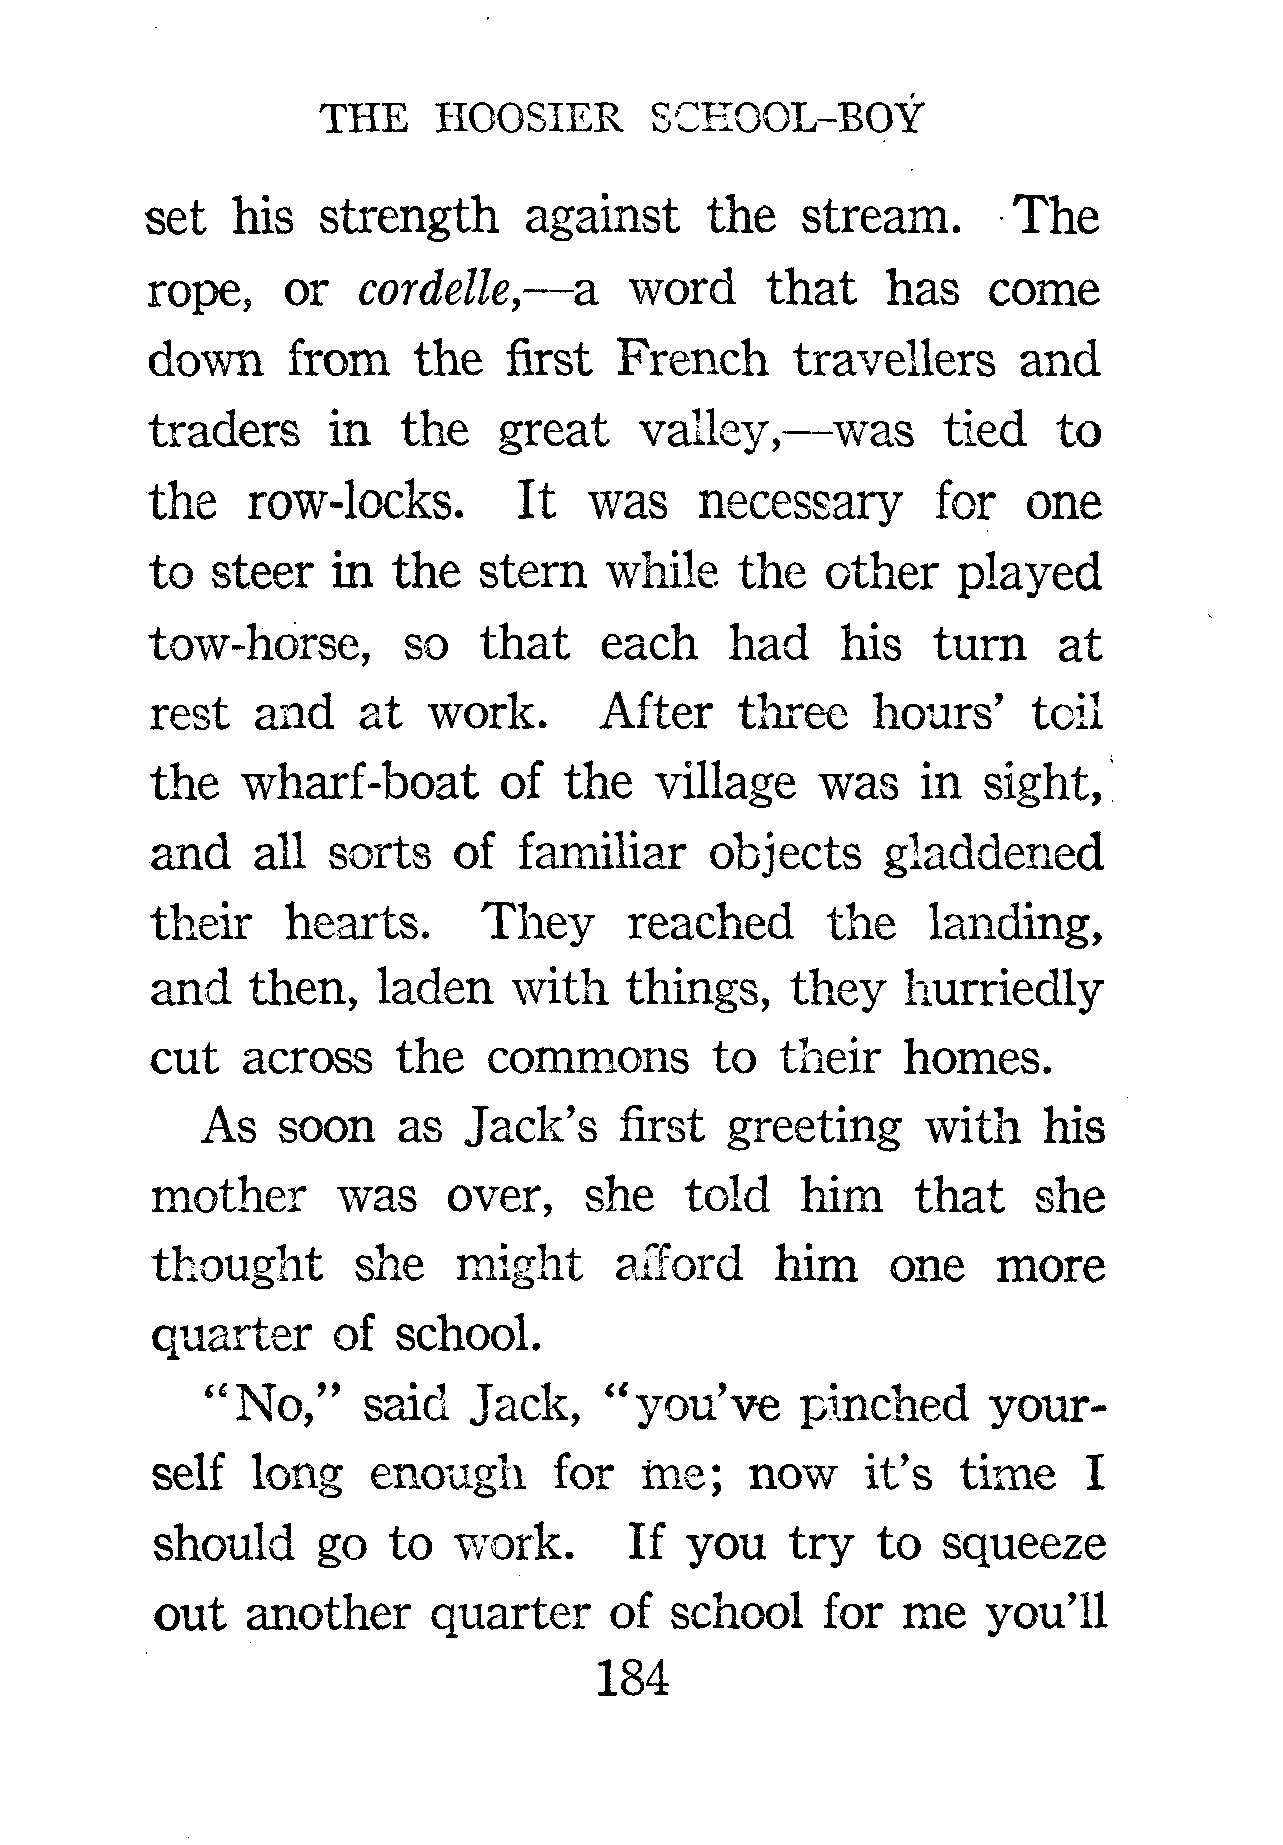 THE HOOSIER SCHOOL-BOY
set his strength against the stream. The
rope, or cordelle,—a word that has come
down from the first French travellers and
traders in the great valley,—was tied to
the row-locks. It was necessary for one
to steer in the stern while the other played
tow-horse, so that each had his turn at
rest and at work. After three hours' toil
the wharf-boat of the village was in sight,
and all sorts of familiar objects gladdened
their hearts. They reached the landing,
and then, laden with things, they hurriedly
cut across the commons to their homes.
As soon as Jack's first greeting with his
mother was over, she told him that she
thought she might afford him one more
quarter of school.
"No," said Jack, "you've pinched your-
self long enough for me; now it's time I
should go to work. If you try to squeeze
out another quarter of school for me you'll
184